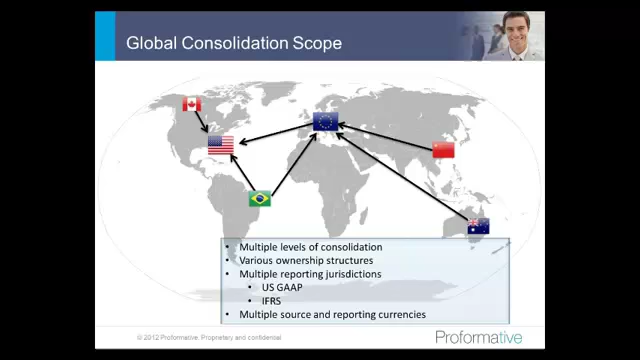 Global Consolidation Scope
• Multiple levels of consolidation
• Various ownership structures
• Multiple reporting jurisdictions
• US GAAP
• IFRS
• Multiple source and reporting currencies
© 2012 Proformative. Proprietary and confidential
Proformative